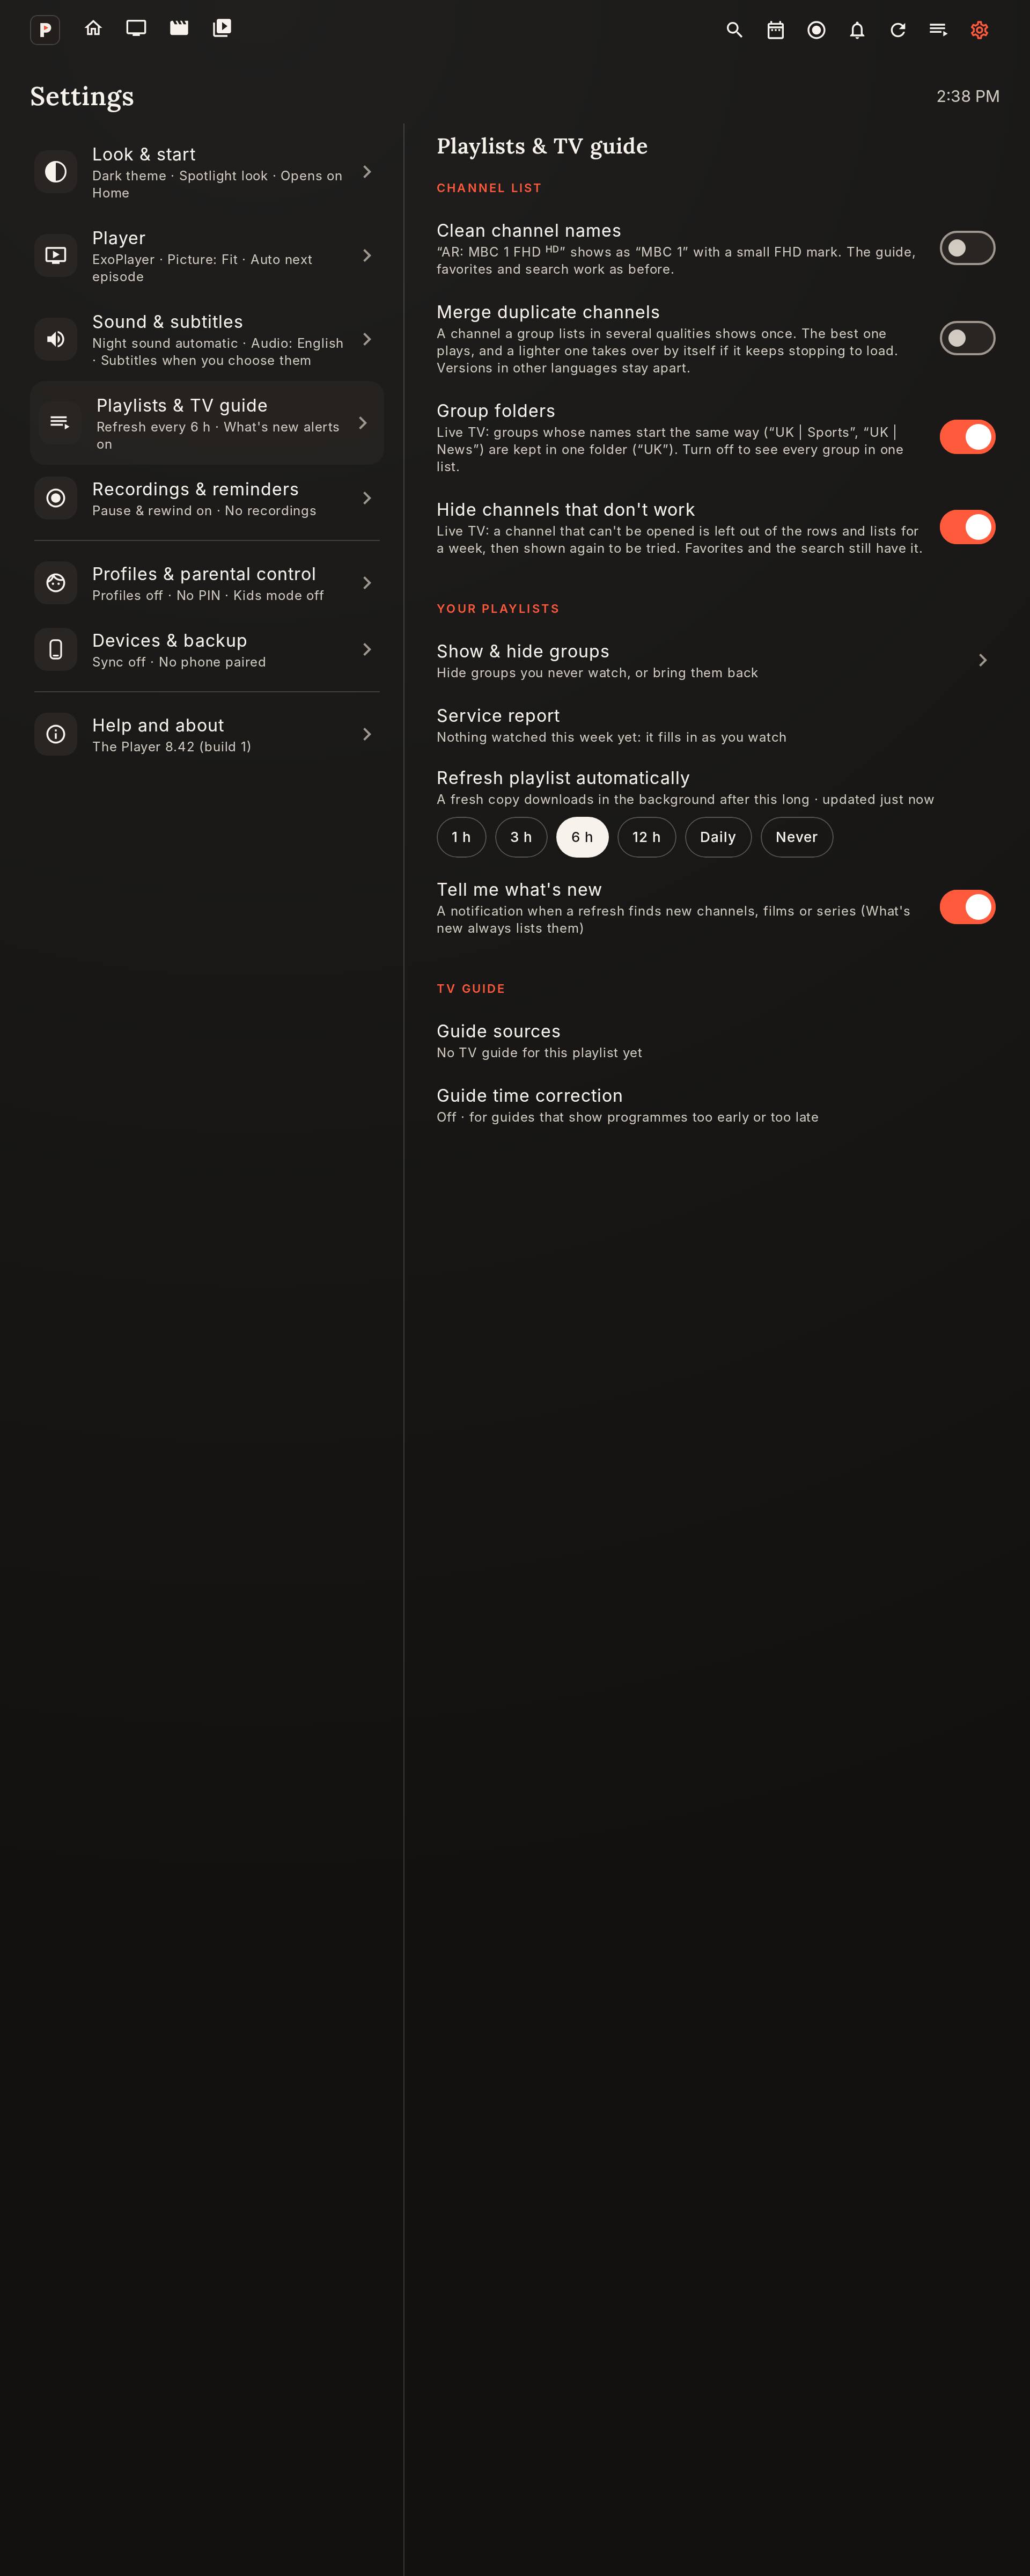 P
Settings
2:38 PM
Look & start
Dark theme · Spotlight look · Opens on
Home
Player
ExoPlayer · Picture: Fit · Auto next
episode
Sound & subtitles
Night sound automatic · Audio: English
· Subtitles when you choose them
Playlists & TV guide
Refresh every 6 h · What's new alerts
on
Recordings & reminders
Pause & rewind on · No recordings
Profiles & parental control
Profiles off · No PIN · Kids mode off
Devices & backup
Sync off · No phone paired
Help and about
The Player 8.42 (build 1)
Playlists & TV guide
CHANNEL LIST
Clean channel names
“AR: MBC 1 FHD ᴴᴰ” shows as “MBC 1” with a small FHD mark. The guide,
favorites and search work as before.
Merge duplicate channels
A channel a group lists in several qualities shows once. The best one
plays, and a lighter one takes over by itself if it keeps stopping to load.
Versions in other languages stay apart.
Group folders
Live TV: groups whose names start the same way (“UK | Sports”, “UK |
News”) are kept in one folder (“UK”). Turn off to see every group in one
list.
Hide channels that don't work
Live TV: a channel that can't be opened is left out of the rows and lists for
a week, then shown again to be tried. Favorites and the search still have it.
YOUR PLAYLISTS
Show & hide groups
Hide groups you never watch, or bring them back
Service report
Nothing watched this week yet: it fills in as you watch
Refresh playlist automatically
A fresh copy downloads in the background after this long · updated just now
1 h 3 h 6 h 12 h Daily Never
Tell me what's new
A notification when a refresh finds new channels, films or series (What's
new always lists them)
TV GUIDE
Guide sources
No TV guide for this playlist yet
Guide time correction
Off · for guides that show programmes too early or too late